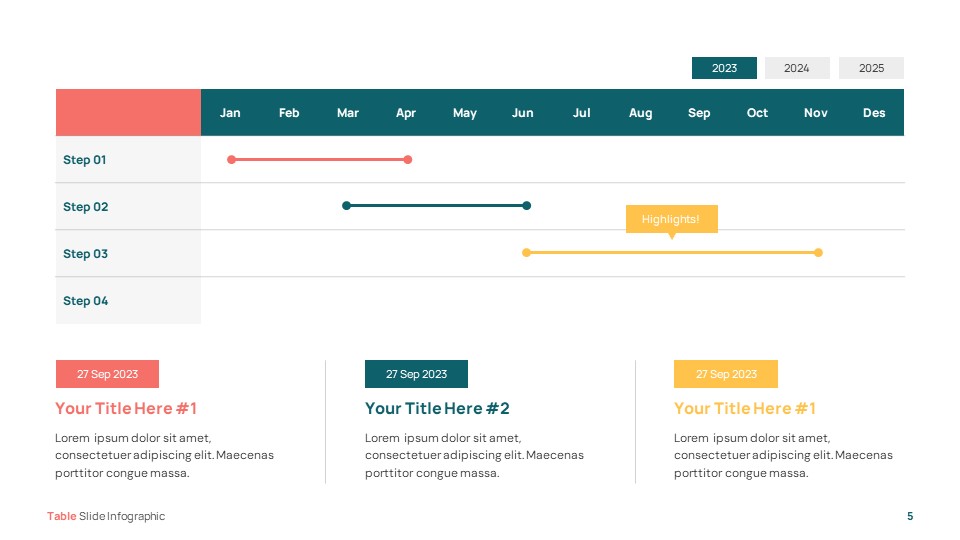 2023 2024 2025
Jan Feb Mar Apr May Jun Jul Aug Sep Oct Nov Des
Step 01
Step 02
Highlights!
Step 03
Step 04
27 Sep 2023
Your Title Here #1
Lorem ipsum dolor sit amet,
consectetuer adipiscing elit. Maecenas
porttitor congue massa.
27 Sep 2023
Your Title Here #2
Lorem ipsum dolor sit amet,
consectetuer adipiscing elit. Maecenas
porttitor congue massa.
27 Sep 2023
Your Title Here #1
Lorem ipsum dolor sit amet,
consectetuer adipiscing elit. Maecenas
porttitor congue massa.
Table Slide Infographic
5